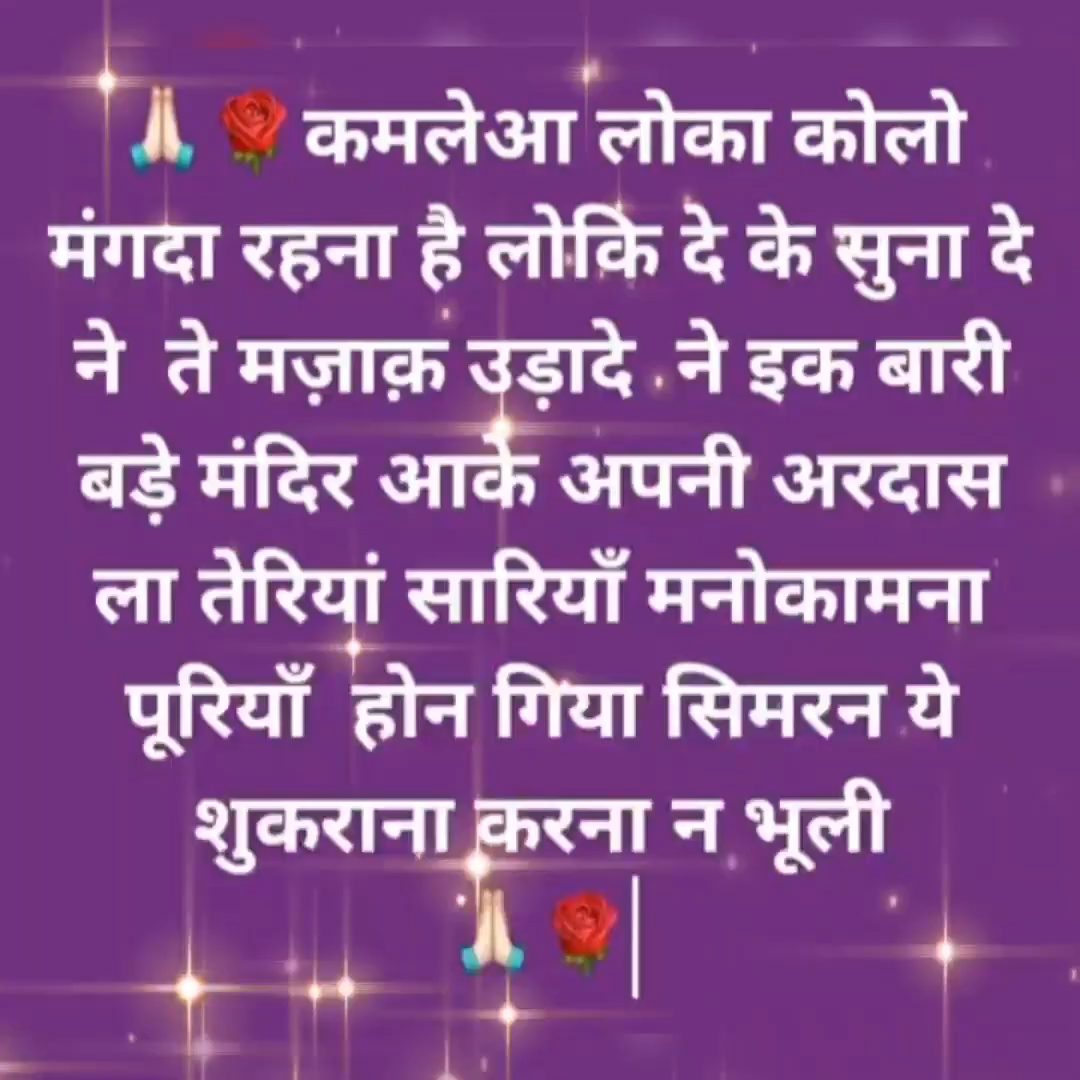 🙏🏻🌹कमलेआ लोका कोलो
मंगदा रहना है लोकि दे के सुना दे
ने ते मज़ाक़ उड़ादे . ने इक बारी
बड़े मंदिर आके अपनी अरदास
ला तेरियां सारियाँ मनोकामना
पूरियाँ होन गिया सिमरन ये
शुकराना करना न भूली
🙏🏻🌹